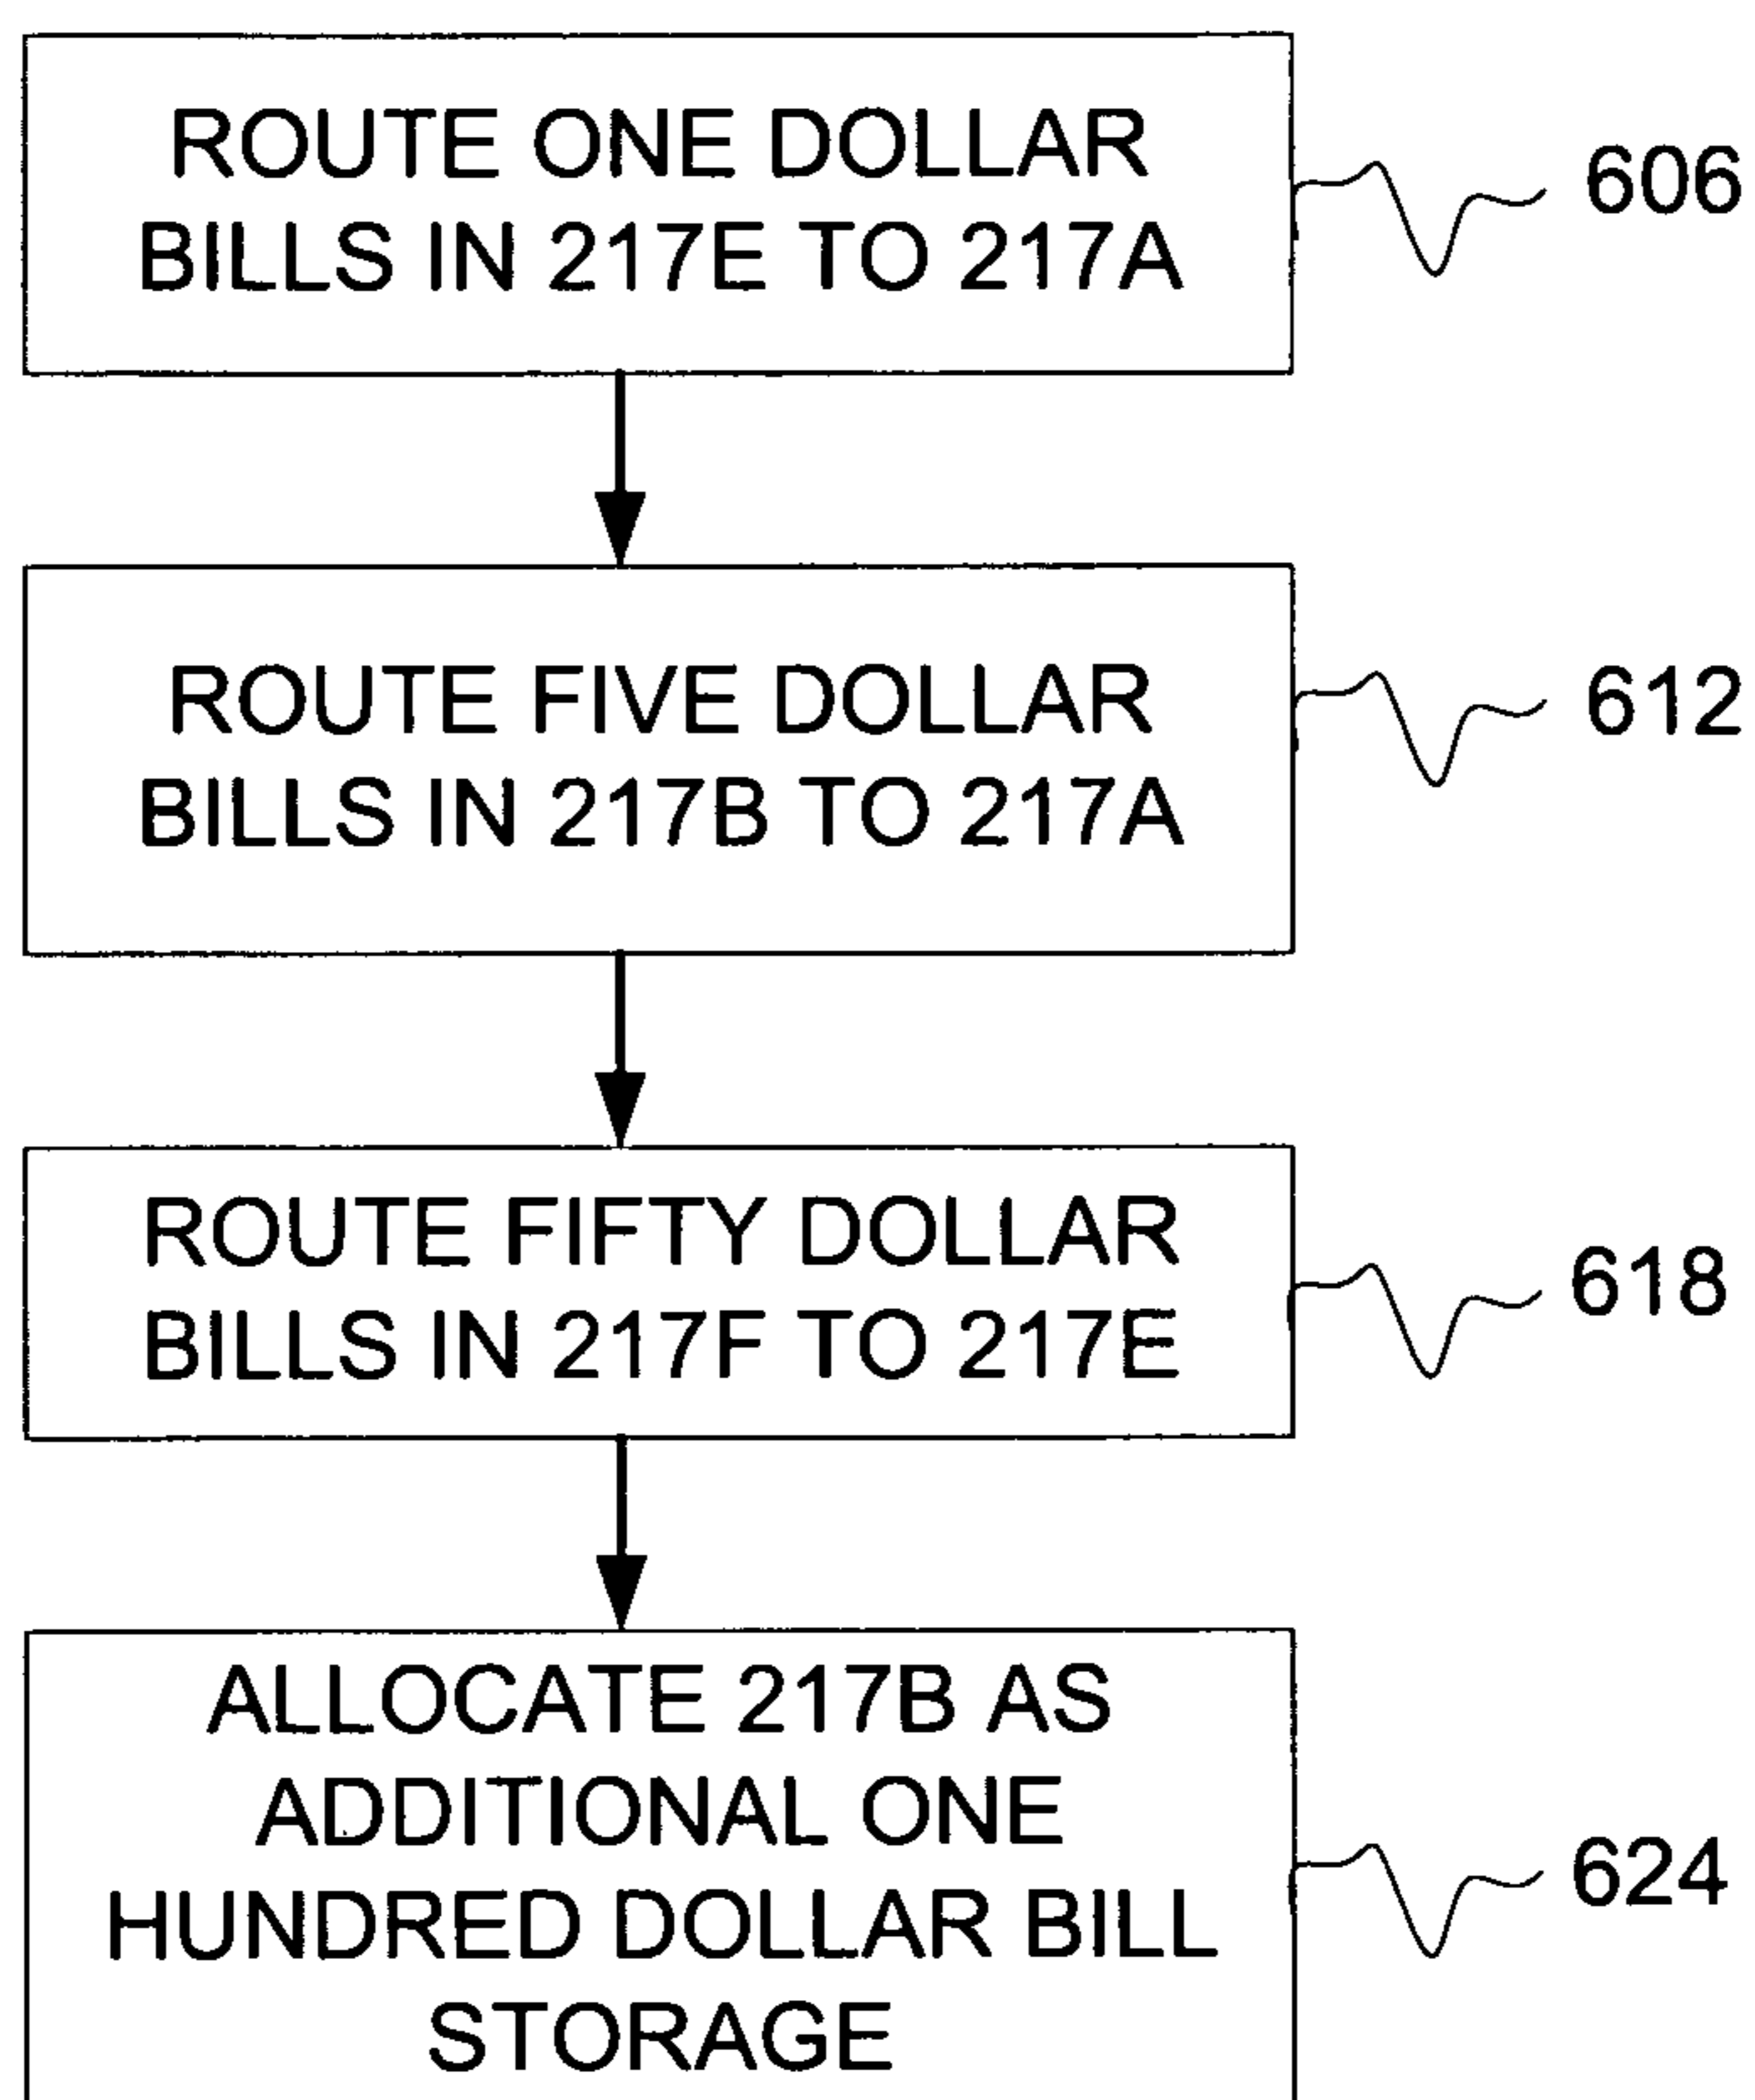 ROUTE ONE DOLLAR
BILLS IN 217E TO 217A
606
ROUTE FIVE DOLLAR
BILLS IN 217B TO 217A
612
ROUTE FIFTY DOLLAR
BILLS IN 217F TO 217E
618
ALLOCATE 217B AS
ADDITIONAL ONE
HUNDRED DOLLAR BILL
STORAGE
624